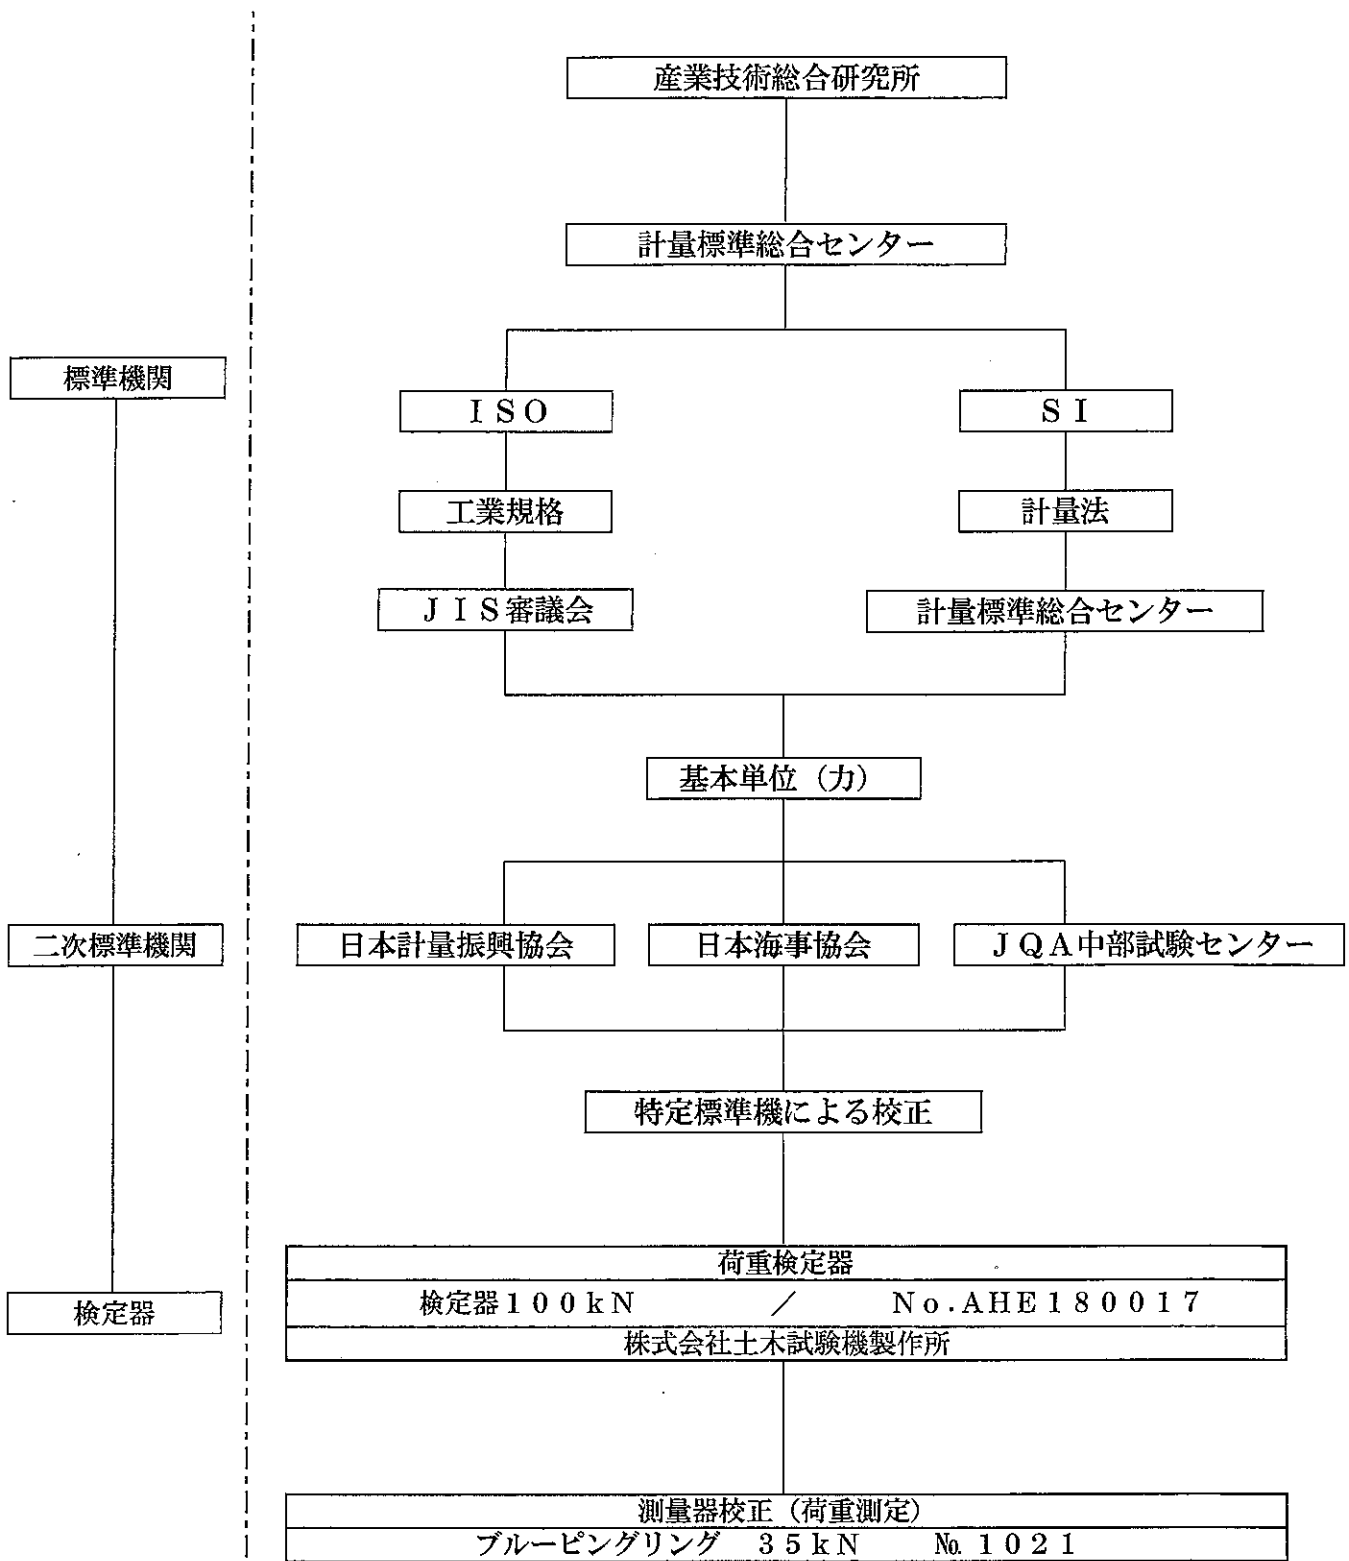 産業技術総合研究所
計量標準総合センター
標準機関
ISO
SI
工業規格
計量法
JIS審議会
計量標準総合センター
基本単位（力）
二次標準機関
日本計量振興協会
日本海事協会
JQA中部試験センター
特定標準機による校正
荷重検定器
検定器
検定器100kN ／ No.AHE180017
株式会社土木試験機製作所
測量器校正（荷重測定）
ブルーピングリング 35kN №1021